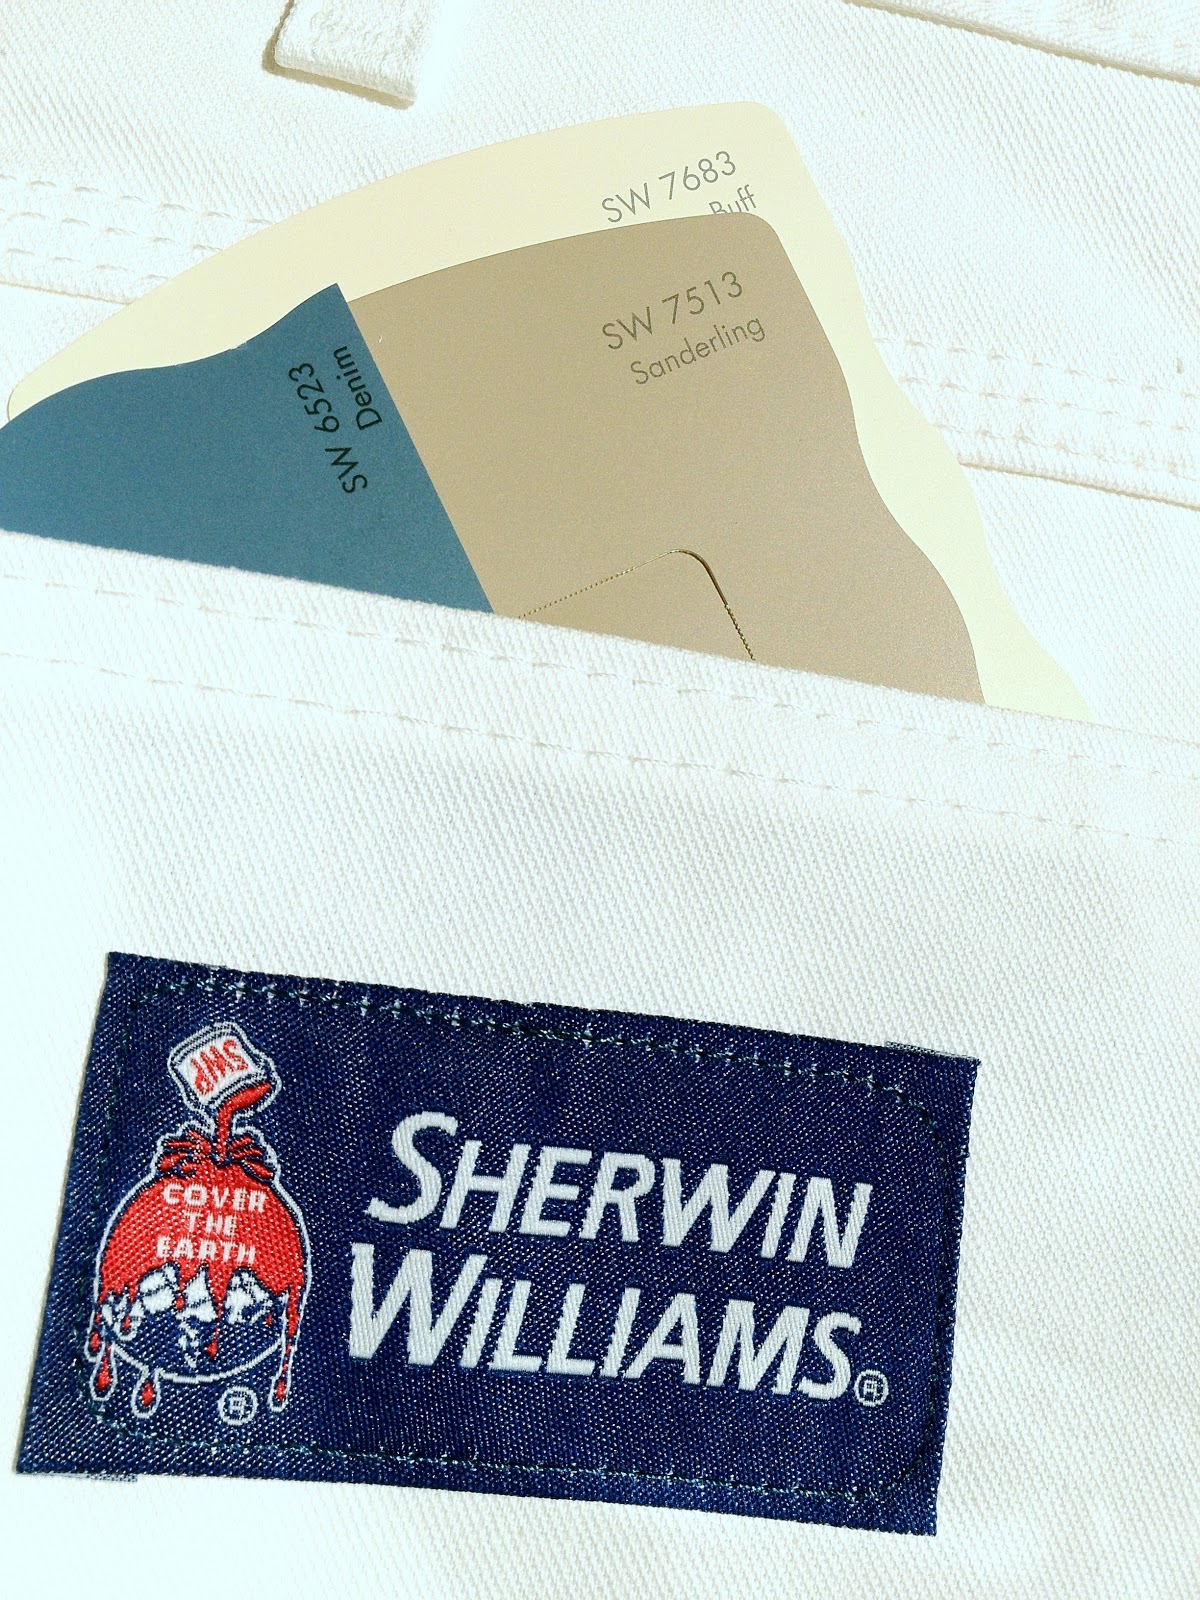 SW 7683
Buff
SW 7513
Sanderling
SW 6523
Denim
SWP
COVER
THE
EARTH
®
SHERWIN
WILLIAMS®